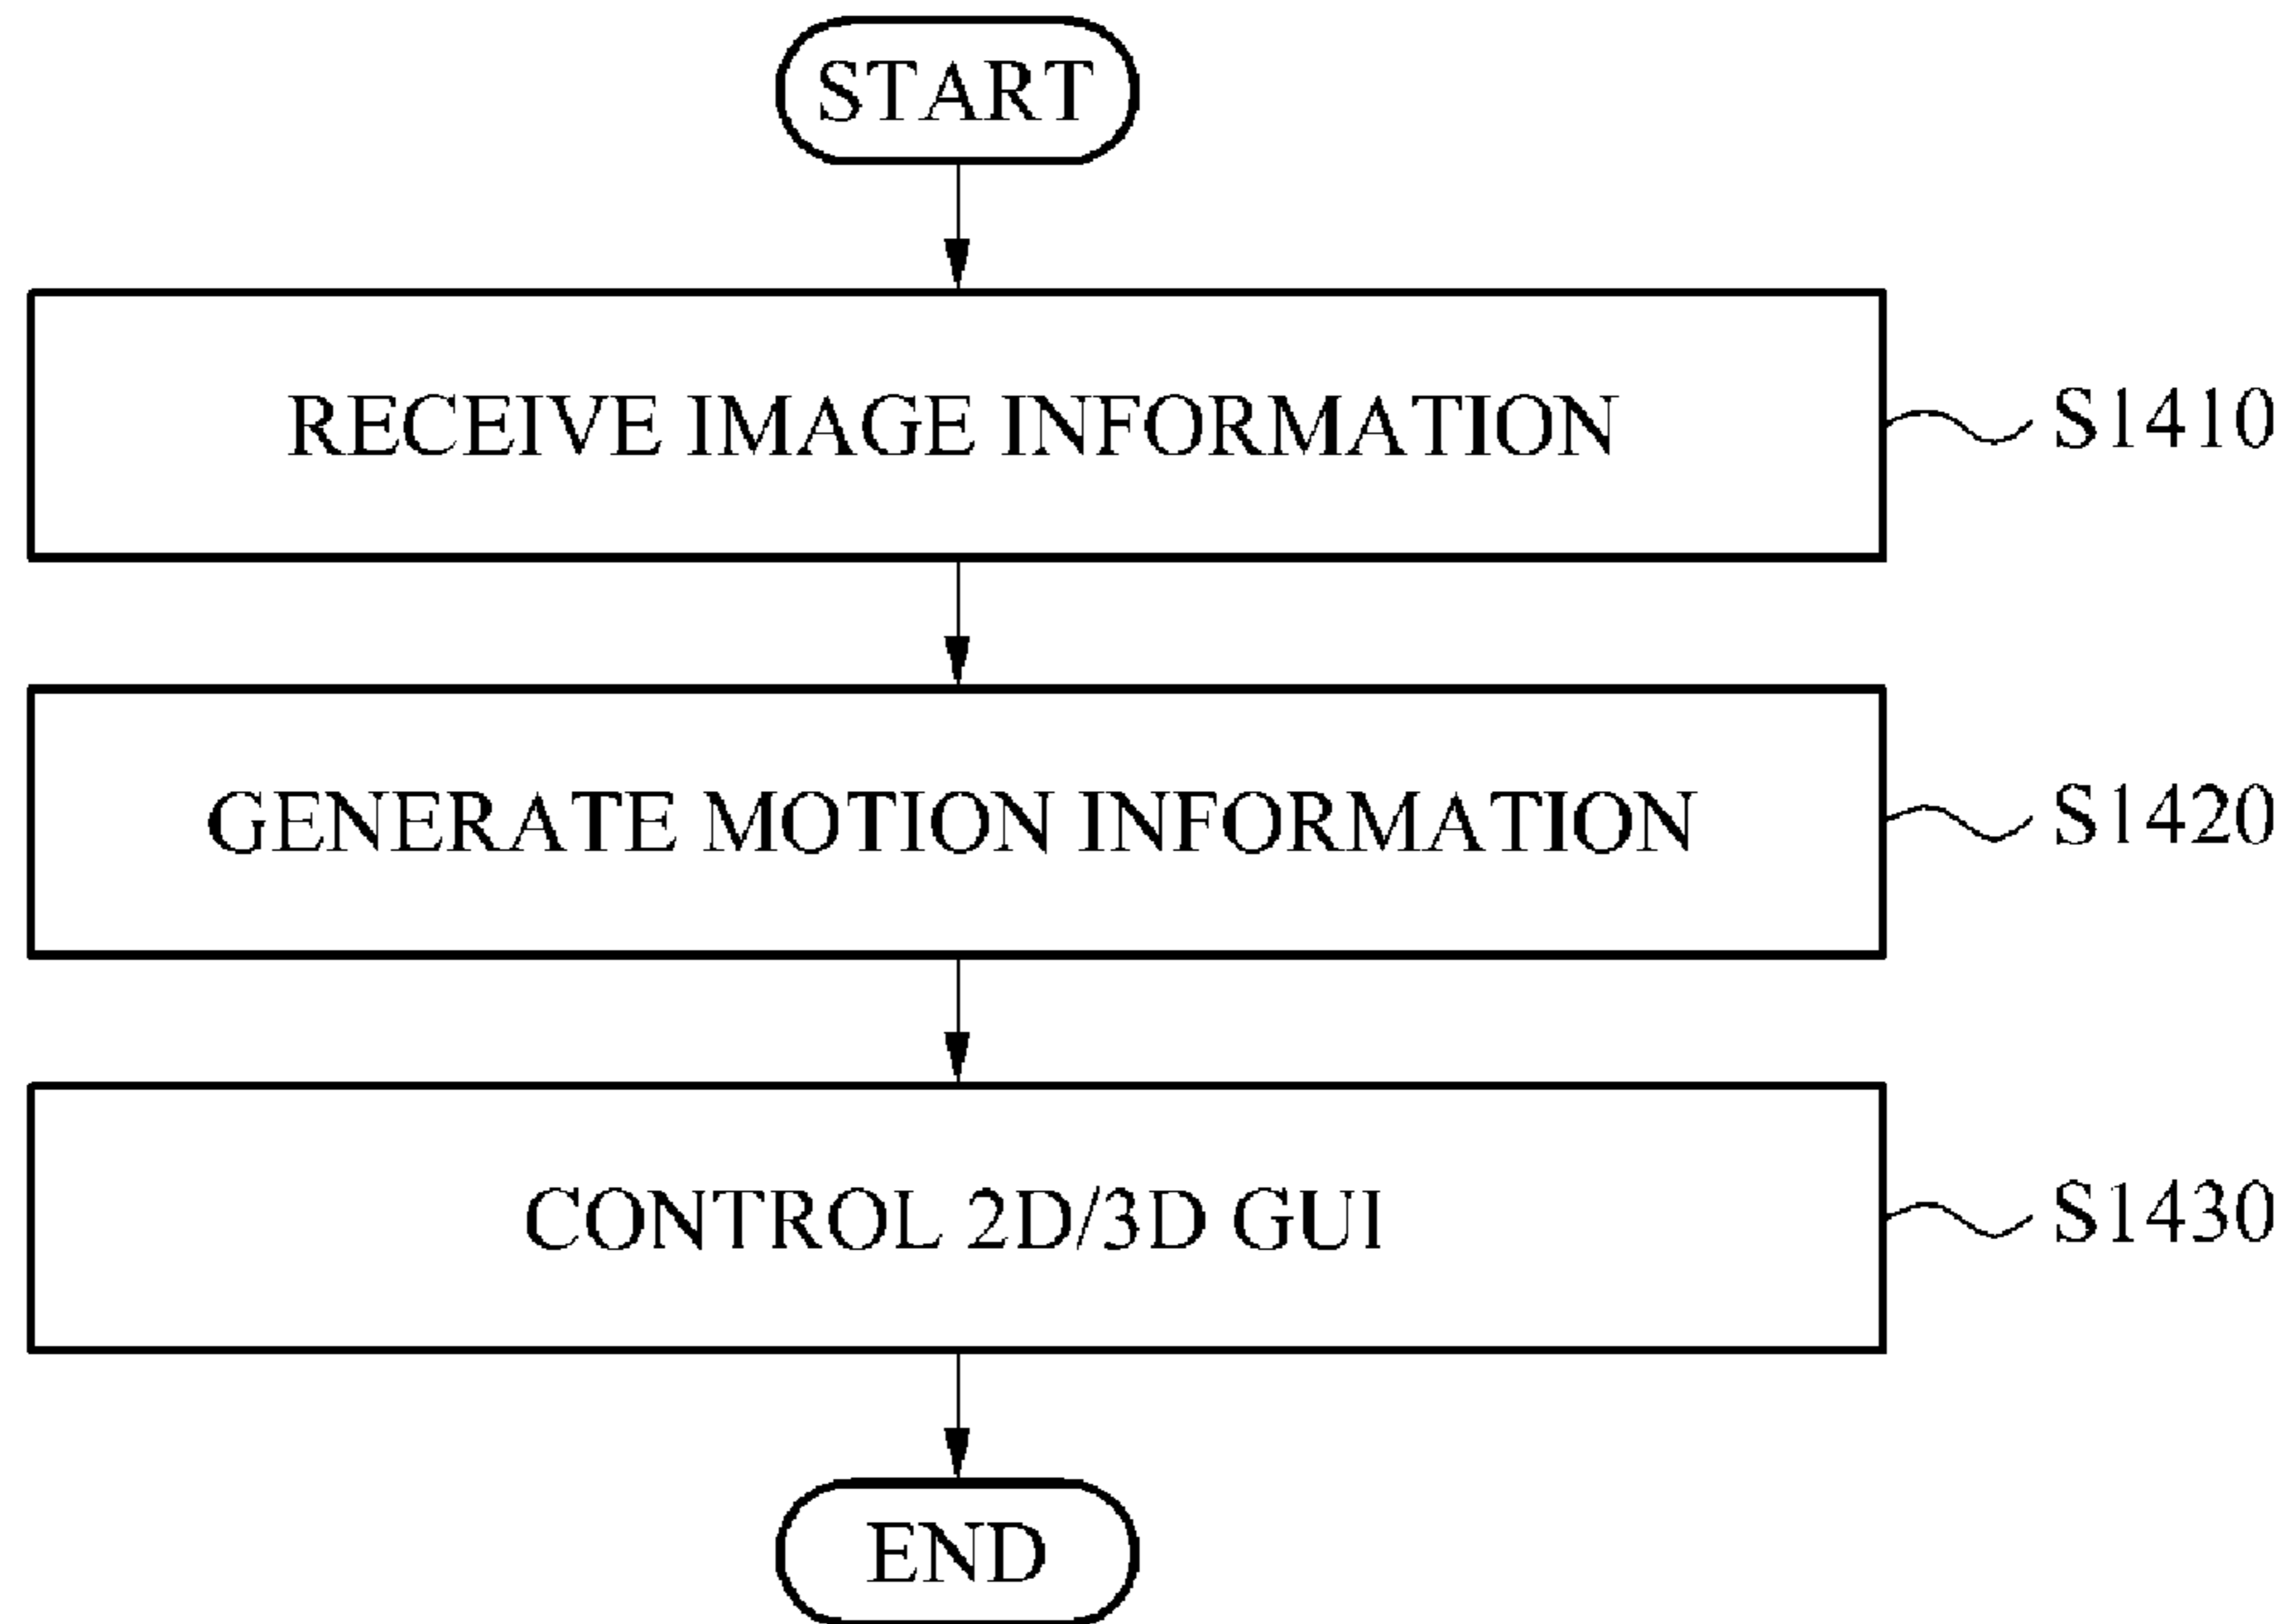 START
RECEIVE IMAGE INFORMATION
S1410
GENERATE MOTION INFORMATION
S1420
CONTROL 2D/3D GUI
S1430
END